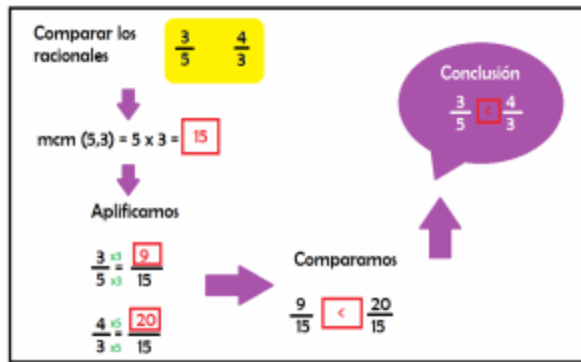 Comparar los
racionales
3/5 4/3
mcm (5,3) = 5 x 3 = 15
Aplificamos
3/5 x3/x3 = 9/15
4/3 x5/x5 = 20/15
Comparamos
9/15 < 20/15
Conclusión
3/5 < 4/3